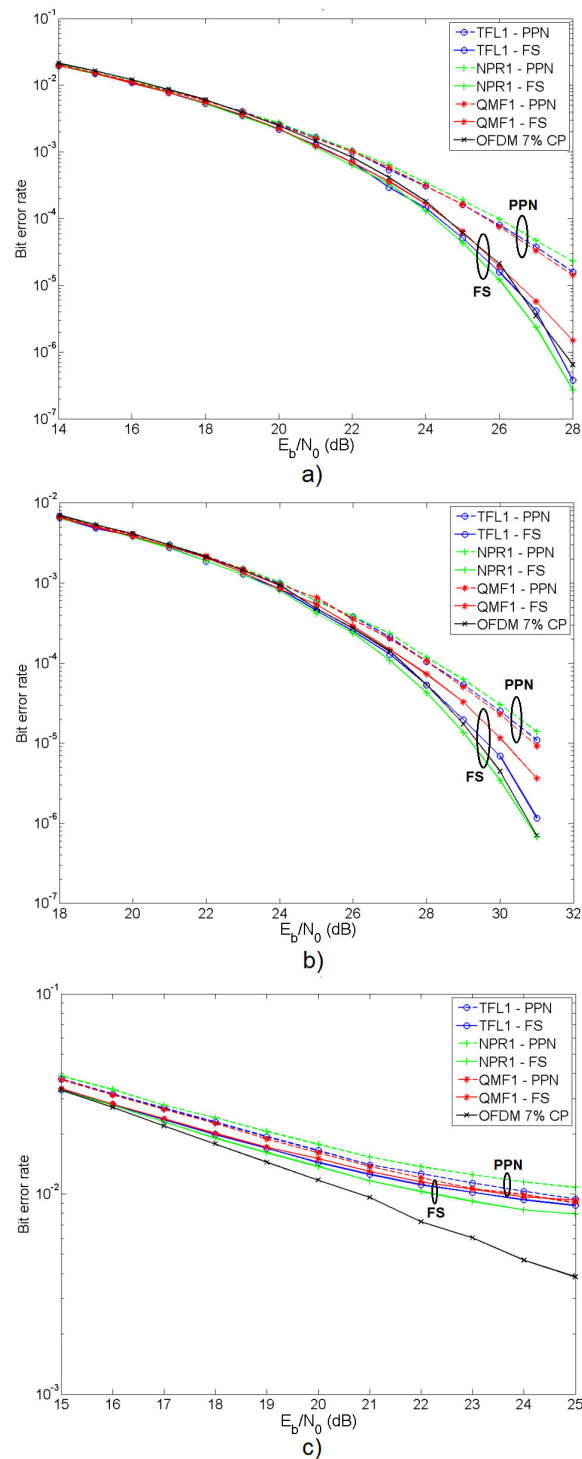 10^-1
10^-2
10^-3
10^-4
10^-5
10^-6
10^-7
Bit error rate
TFL1 - PPN
TFL1 - FS
NPR1 - PPN
NPR1 - FS
QMF1 - PPN
QMF1 - FS
OFDM 7% CP
PPN
FS
14 16 18 20 22 24 26 28
E_b/N_0 (dB)
a)
10^-2
10^-3
10^-4
10^-5
10^-6
10^-7
Bit error rate
TFL1 - PPN
TFL1 - FS
NPR1 - PPN
NPR1 - FS
QMF1 - PPN
QMF1 - FS
OFDM 7% CP
PPN
FS
18 20 22 24 26 28 30 32
E_b/N_0 (dB)
b)
10^-1
10^-2
10^-3
Bit error rate
TFL1 - PPN
TFL1 - FS
NPR1 - PPN
NPR1 - FS
QMF1 - PPN
QMF1 - FS
OFDM 7% CP
PPN
FS
15 16 17 18 19 20 21 22 23 24 25
E_b/N_0 (dB)
c)